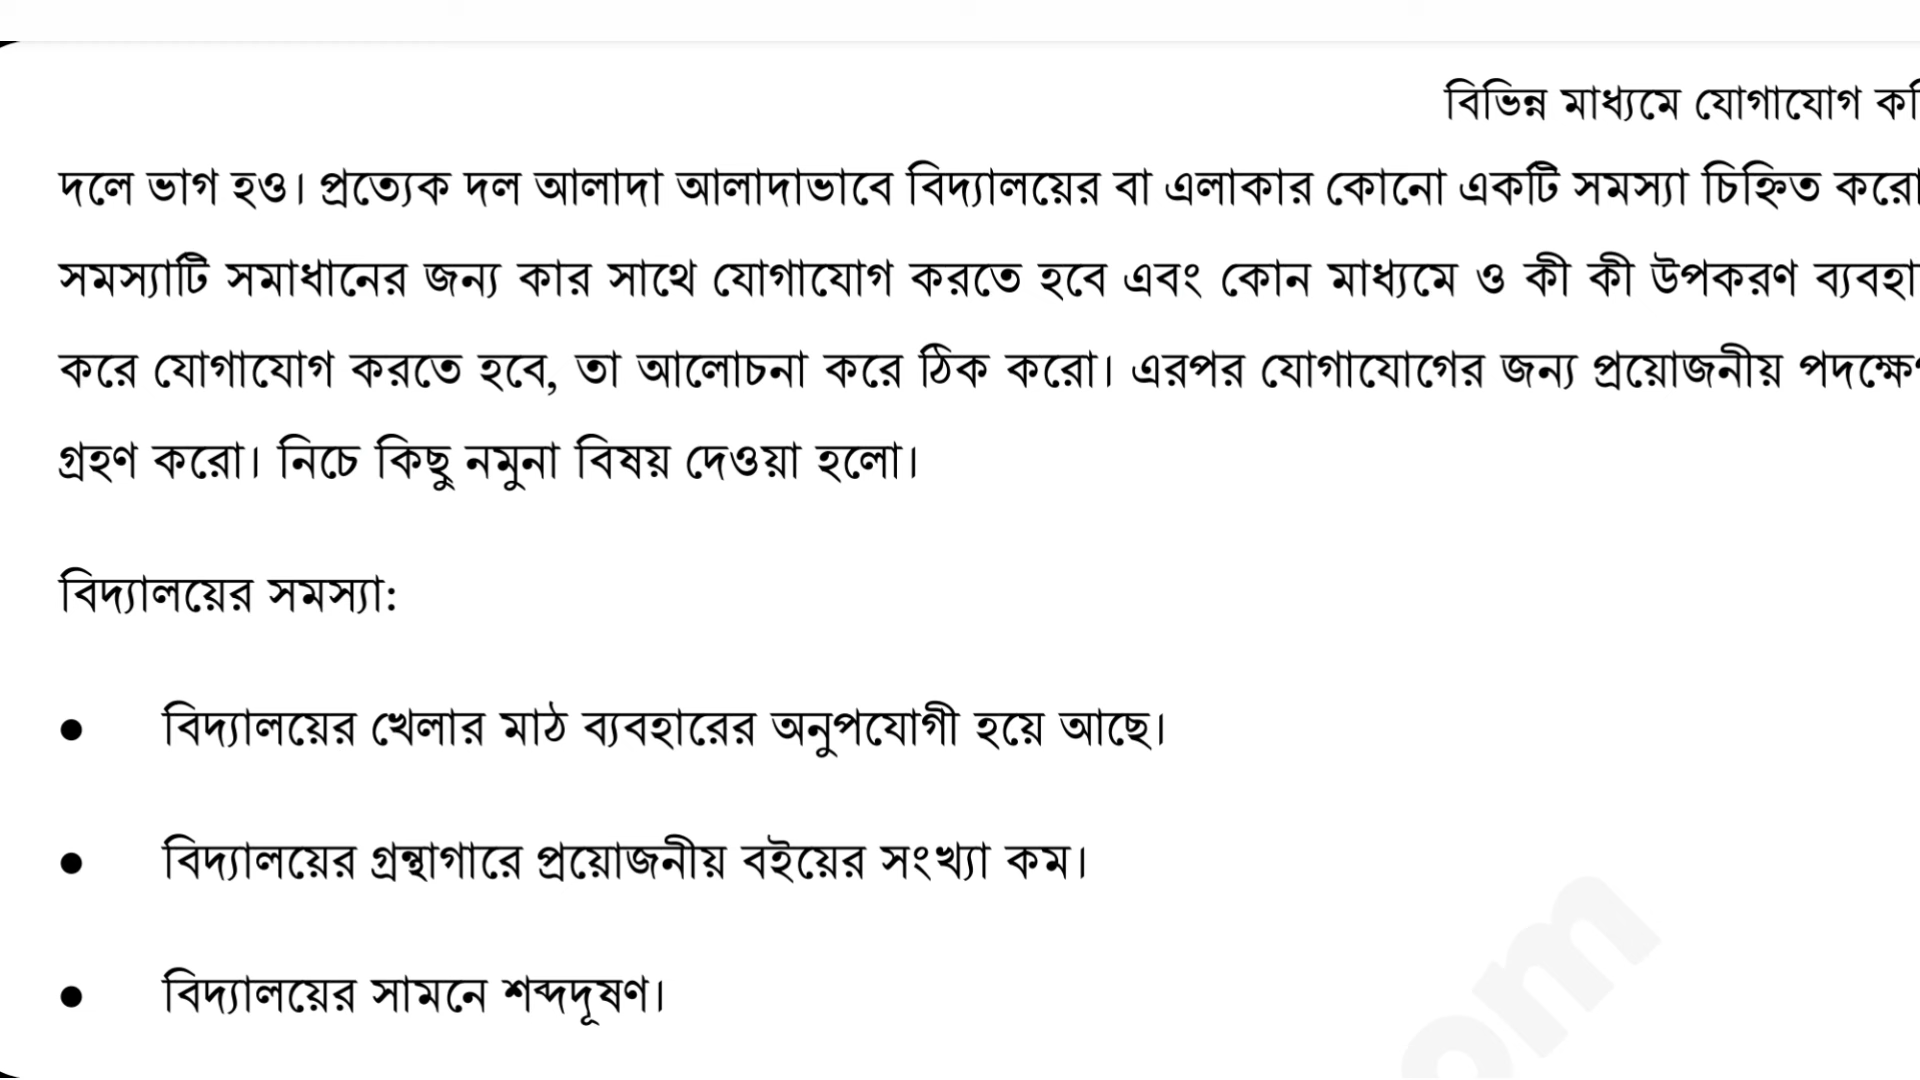 বিভিন্ন মাধ্যমে যোগাযোগ
দলে ভাগ হও। প্রত্যেক দল আলাদা আলাদাভাবে বিদ্যালয়ের বা এলাকার কোনো একটি সমস্যা চিহ্নিত করো
সমস্যাটি সমাধানের জন্য কার সাথে যোগাযোগ করতে হবে এবং কোন মাধ্যমে ও কী কী উপকরণ
করে যোগাযোগ করতে হবে, তা আলোচনা করে ঠিক করো। এরপর যোগাযোগের জন্য প্রয়োজনীয়
গ্রহণ করো। নিচে কিছু নমুনা বিষয় দেওয়া হলো।
বিদ্যালয়ের সমস্যা:
● বিদ্যালয়ের খেলার মাঠ ব্যবহারের অনুপযোগী হয়ে আছে।
● বিদ্যালয়ের গ্রন্থাগারে প্রয়োজনীয় বইয়ের সংখ্যা কম।
● বিদ্যালয়ের সামনে শব্দদূষণ।
om